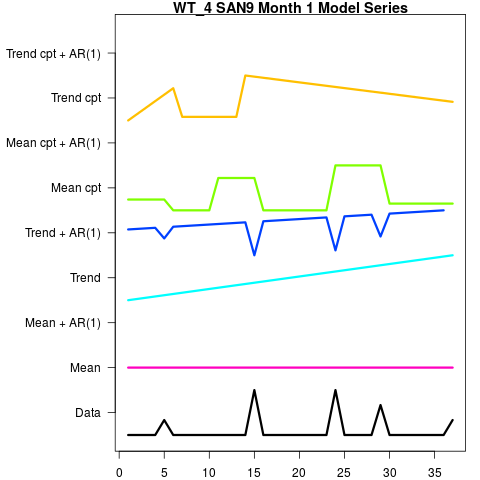 WT_4 SAN9 Month 1 Model Series
Trend cpt + AR(1)
Trend cpt
Mean cpt + AR(1)
Mean cpt
Trend + AR(1)
Trend
Mean + AR(1)
Mean
Data
0 5 10 15 20 25 30 35